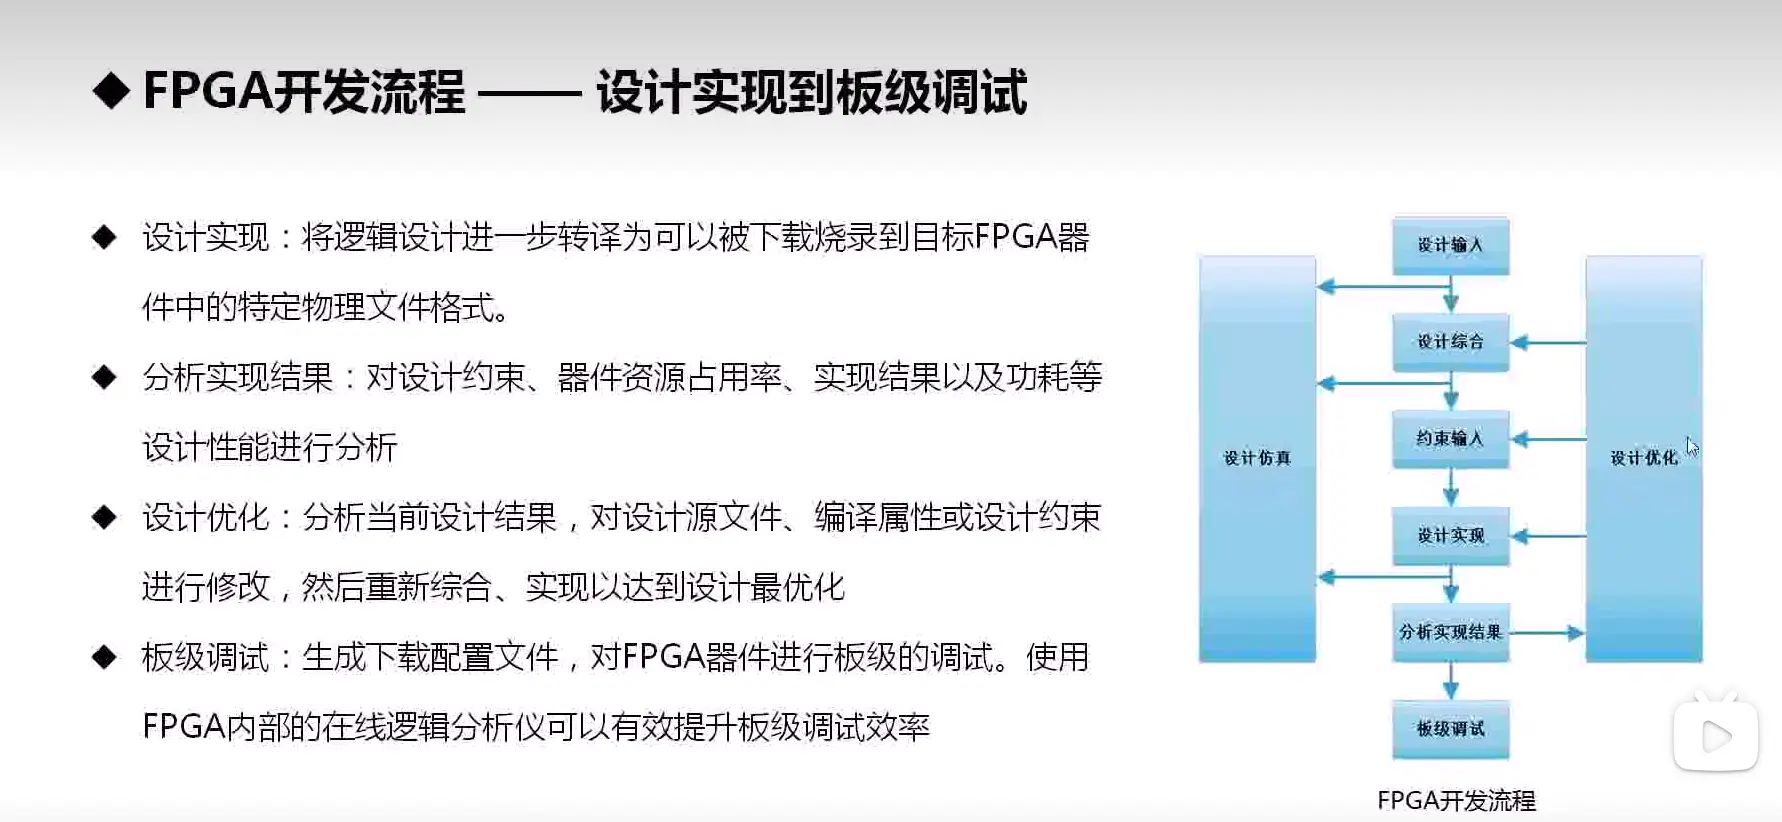 ◆FPGA开发流程 —— 设计实现到板级调试
◆ 设计实现：将逻辑设计进一步转译为可以被下载烧录到目标FPGA器
件中的特定物理文件格式。
◆ 分析实现结果：对设计约束、器件资源占用率、实现结果以及功耗等
设计性能进行分析
◆ 设计优化：分析当前设计结果，对设计源文件、编译属性或设计约束
进行修改，然后重新综合、实现以达到设计最优化
◆ 板级调试：生成下载配置文件，对FPGA器件进行板级的调试。使用
FPGA内部的在线逻辑分析仪可以有效提升板级调试效率
设计输入
设计综合
约束输入
设计仿真
设计优化
设计实现
分析实现结果
板级调试
FPGA开发流程